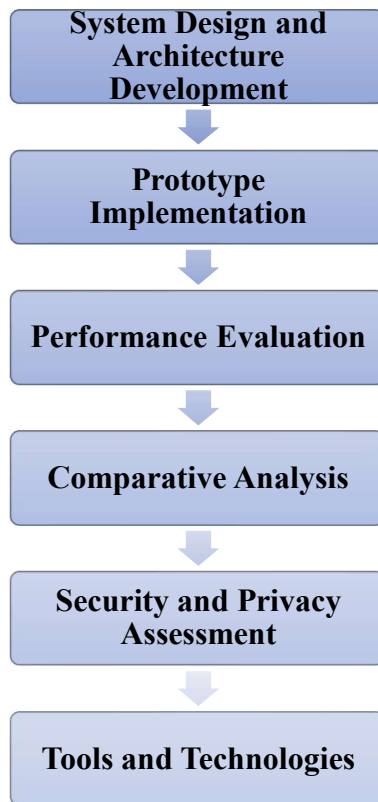 System Design and
Architecture
Development
Prototype
Implementation
Performance Evaluation
Comparative Analysis
Security and Privacy
Assessment
Tools and Technologies